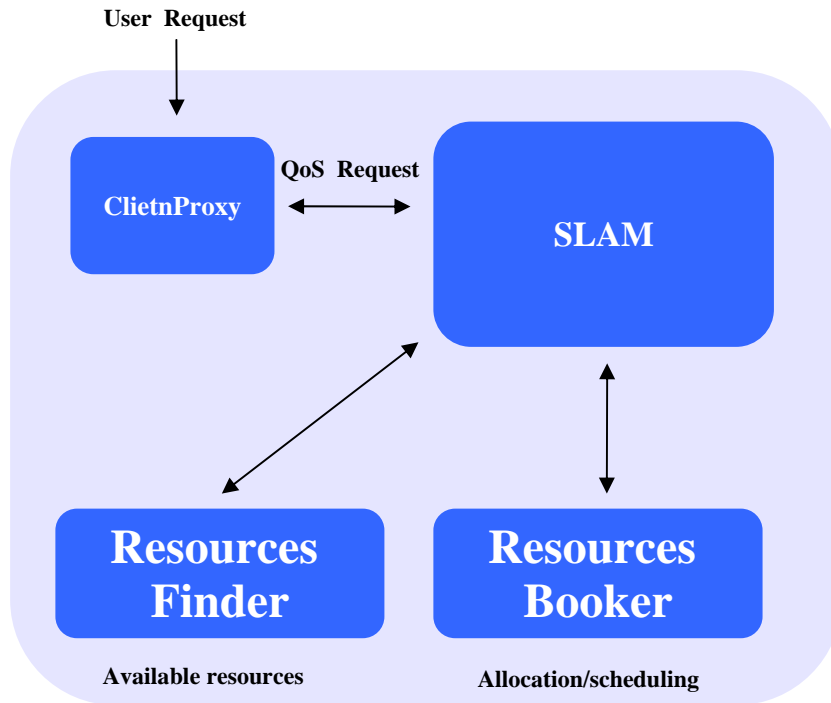 User Request
QoS Request
ClietnProxy
SLAM
Resources
Finder
Resources
Booker
Available resources
Allocation/scheduling